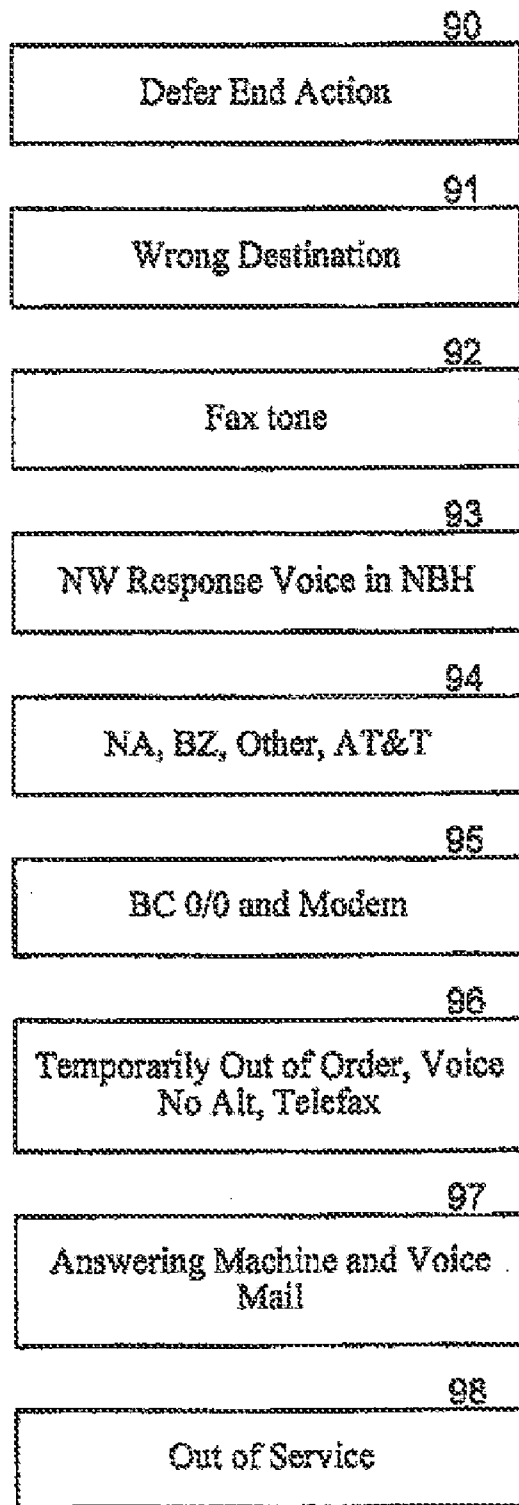 90
Defer End Action
91
Wrong Destination
92
Fax tone
93
NW Response Voice in NBH
94
NA, BZ, Other, AT&T
95
BC 0/0 and Modem
96
Temporarily Out of Order, Voice
No Alt, Telefax
97
Answering Machine and Voice
Mail
98
Out of Service